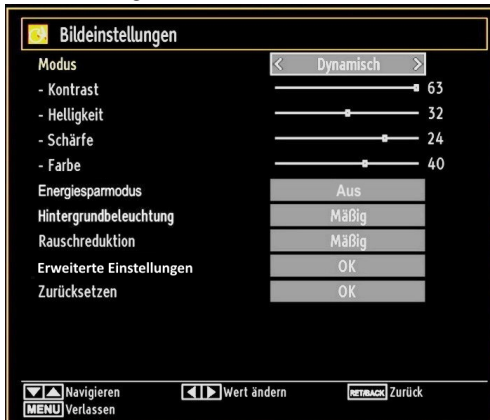 Bildeinstellungen
Modus < Dynamisch >
- Kontrast 63
- Helligkeit 32
- Schärfe 24
- Farbe 40
Energiesparmodus Aus
Hintergrundbeleuchtung Mäßig
Rauschreduktion Mäßig
Erweiterte Einstellungen OK
Zurücksetzen OK
Navigieren Wert ändern RET/BACK Zurück
MENU Verlassen